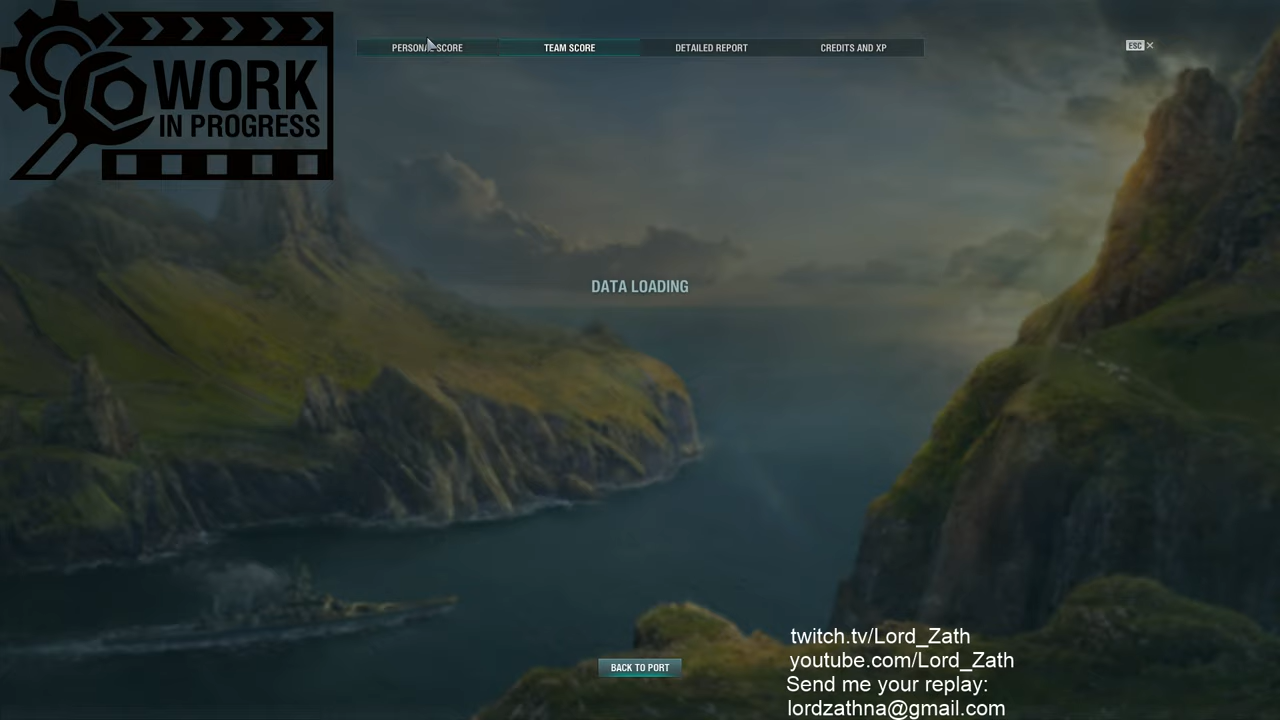 WORK
IN PROGRESS
PERSONAL SCORE
TEAM SCORE
DETAILED REPORT
CREDITS AND XP
ESC
DATA LOADING
BACK TO PORT
twitch.tv/Lord_Zath
youtube.com/Lord_Zath
Send me your replay:
lordzathna@gmail.com